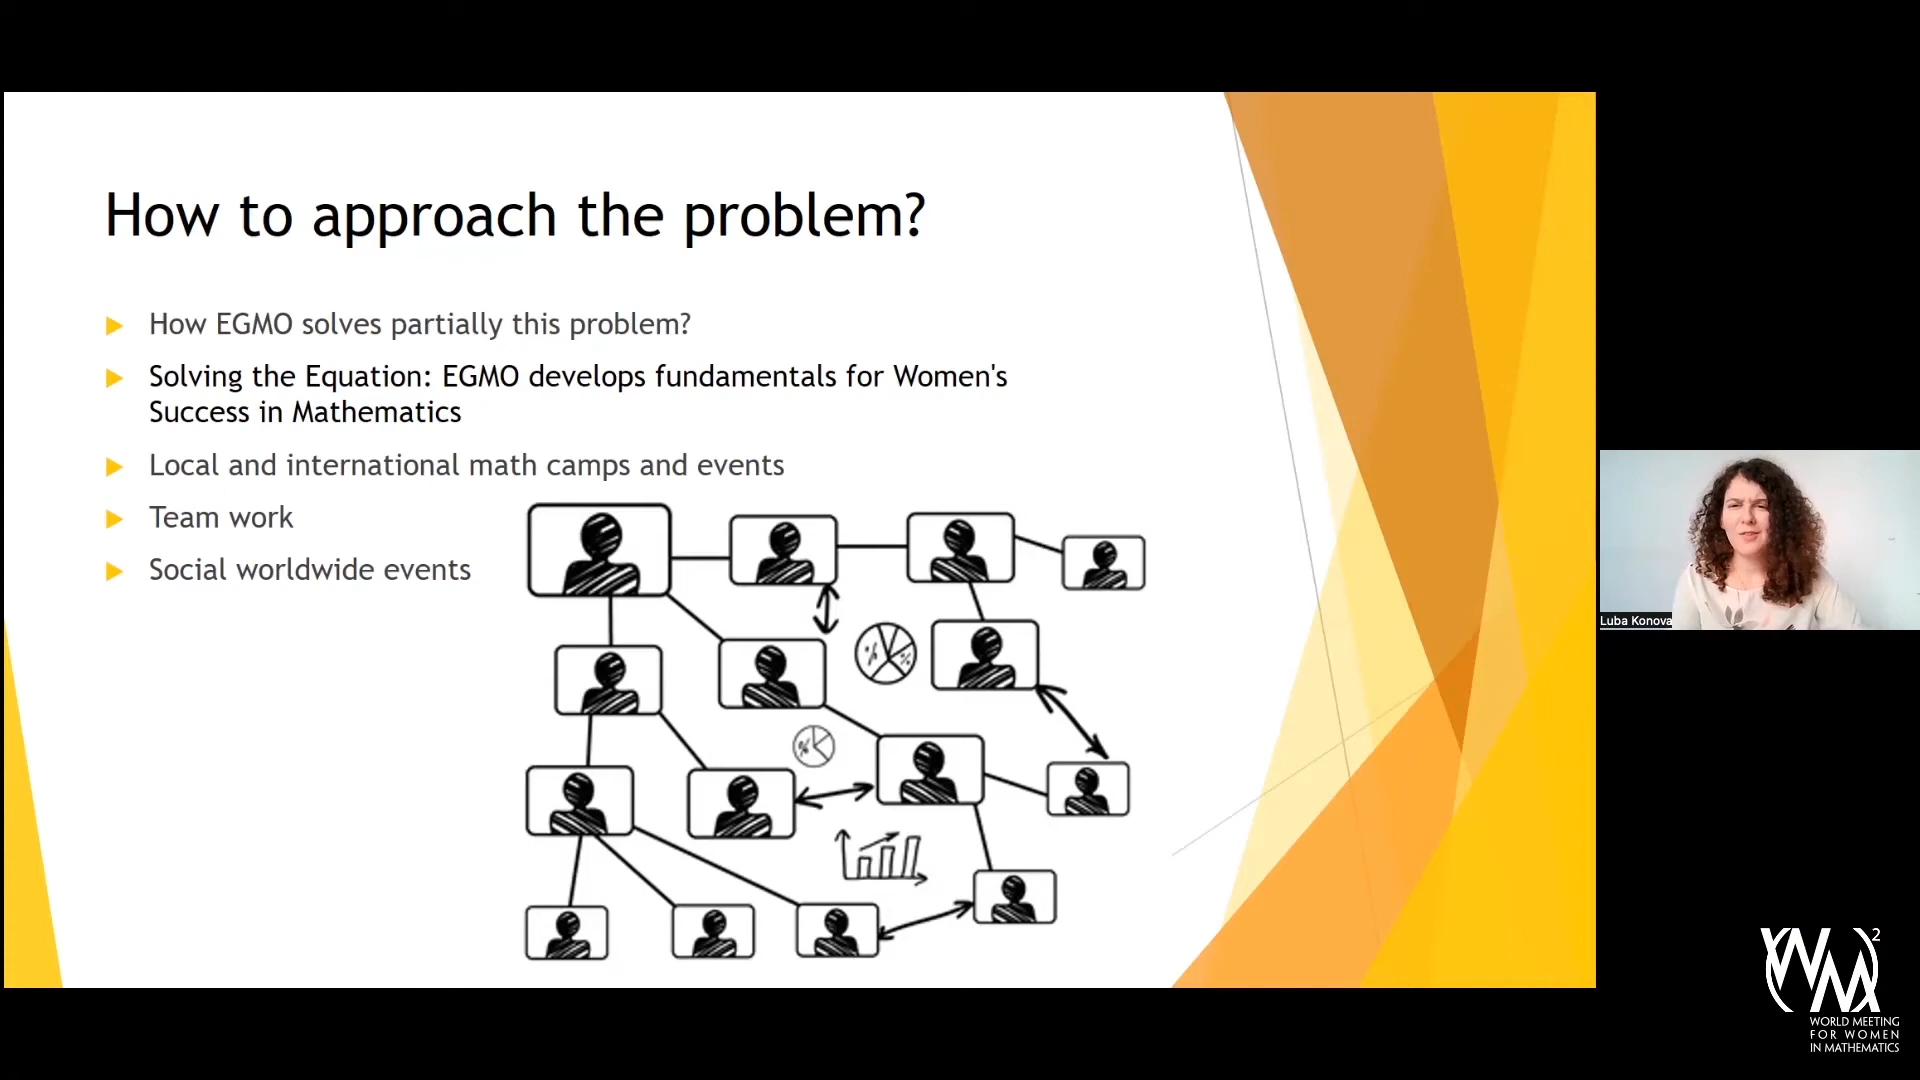 How to approach the problem?
How EGMO solves partially this problem?
Solving the Equation: EGMO develops fundamentals for Women's
Success in Mathematics
Local and international math camps and events
Team work
Social worldwide events
%
%
%
Luba Konova
WM 2
WORLD MEETING
FOR WOMEN
IN MATHEMATICS